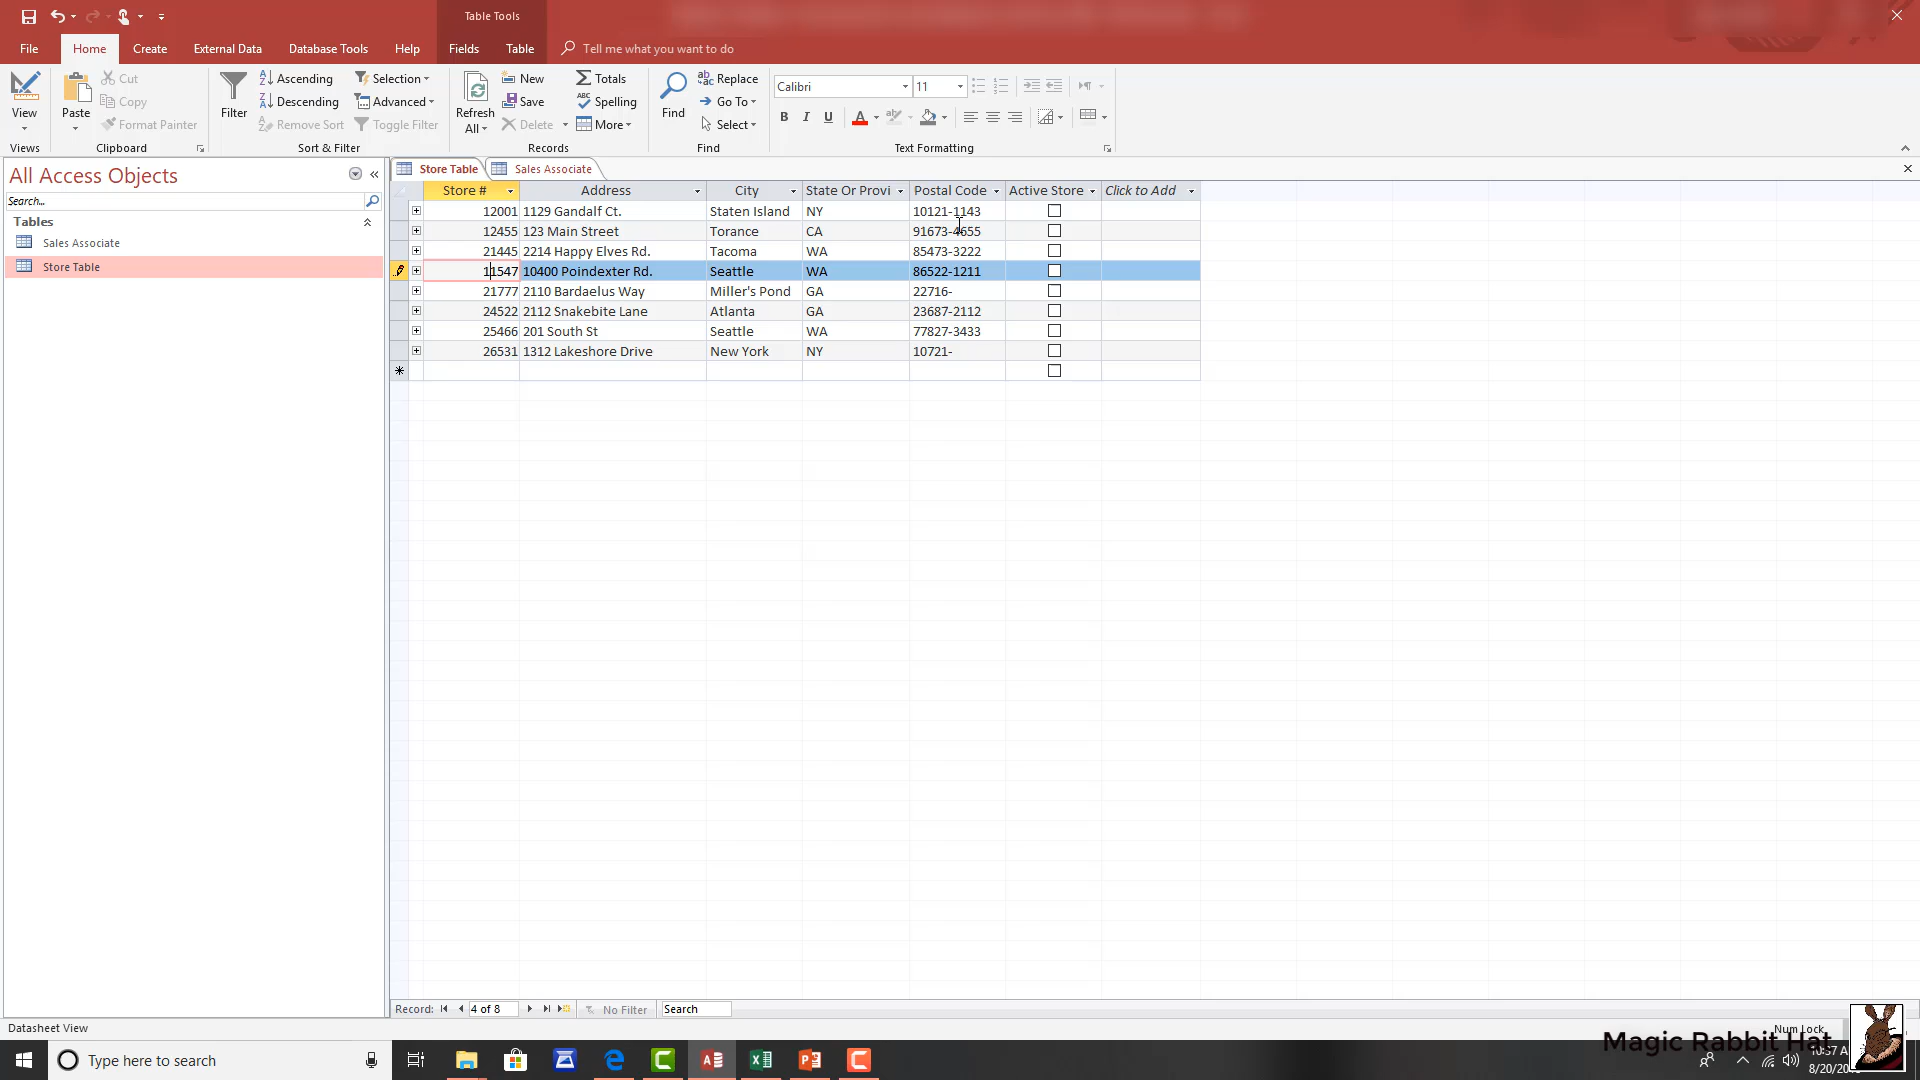 Table Tools
File Home Create External Data Database Tools Help Fields Table Tell me what you want to do
View
Views
Paste
Cut
Copy
Format Painter
Clipboard
Filter
Ascending
Descending
Remove Sort
Selection
Advanced
Toggle Filter
Sort & Filter
Refresh
All
New
Save
Delete
Totals
Spelling
More
Records
Find
Replace
Go To
Select
Find
Calibri 11
B I U A
Text Formatting
All Access Objects
Search...
Tables
Sales Associate
Store Table
Store Table Sales Associate
Store # Address City State Or Provi Postal Code Active Store Click to Add
12001 1129 Gandalf Ct. Staten Island NY 10121-1143
12455 123 Main Street Torance CA 91673-4655
21445 2214 Happy Elves Rd. Tacoma WA 85473-3222
11547 10400 Poindexter Rd. Seattle WA 86522-1211
21777 2110 Bardaelus Way Miller's Pond GA 22716-
24522 2112 Snakebite Lane Atlanta GA 23687-2112
25466 201 South St Seattle WA 77827-3433
26531 1312 Lakeshore Drive New York NY 10721-
Record: 4 of 8 No Filter Search
Datasheet View
Num Lock
Magic Rabbit Hat
Type here to search
10:37 A
8/20/20